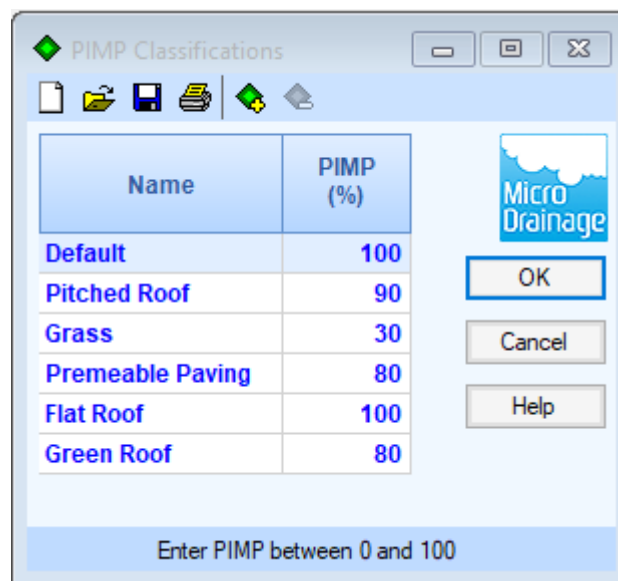 PIMP Classifications
Name PIMP
(%)
Default 100
Pitched Roof 90
Grass 30
Premeable Paving 80
Flat Roof 100
Green Roof 80
Micro
Drainage
OK
Cancel
Help
Enter PIMP between 0 and 100